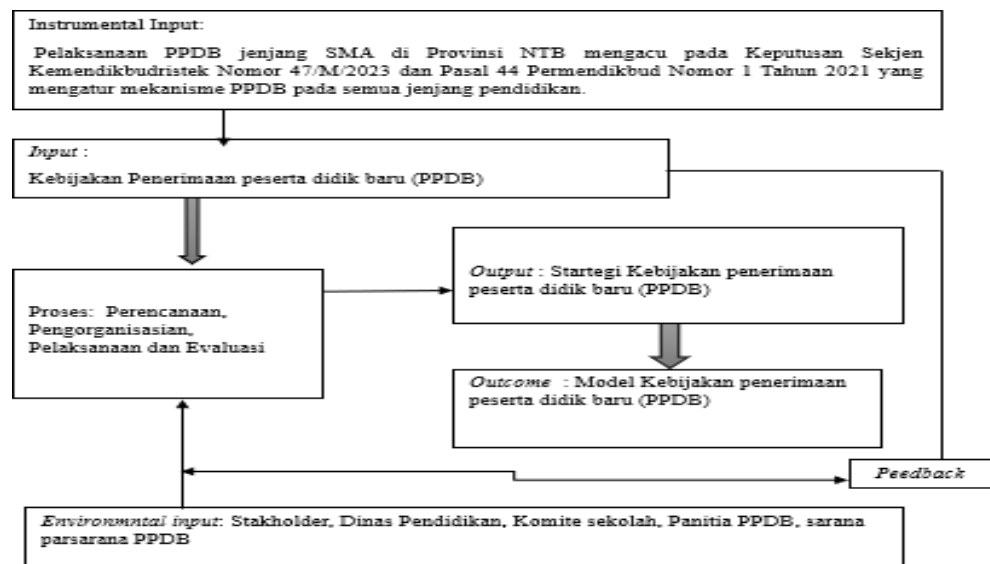 Instrumental Input:
Pelaksanaan PPDB jenjang SMA di Provinsi NTB mengacu pada Keputusan Sekjen
Kemendikbudristek Nomor 47/M/2023 dan Pasal 44 Permendikbud Nomor 1 Tahun 2021 yang
mengatur mekanisme PPDB pada semua jenjang pendidikan.
Input :
Kebijakan Penerimaan peserta didik baru (PPDB)
Proses: Perencanaan,
Pengorganisasian,
Pelaksanaan dan Evaluasi
Output : Startegi Kebijakan penerimaan
peserta didik baru (PPDB)
Outcome : Model Kebijakan penerimaan
peserta didik baru (PPDB)
Peedback
Environmntal input: Stakholder, Dinas Pendidikan, Komite sekolah, Panitia PPDB, sarana
parsarana PPDB